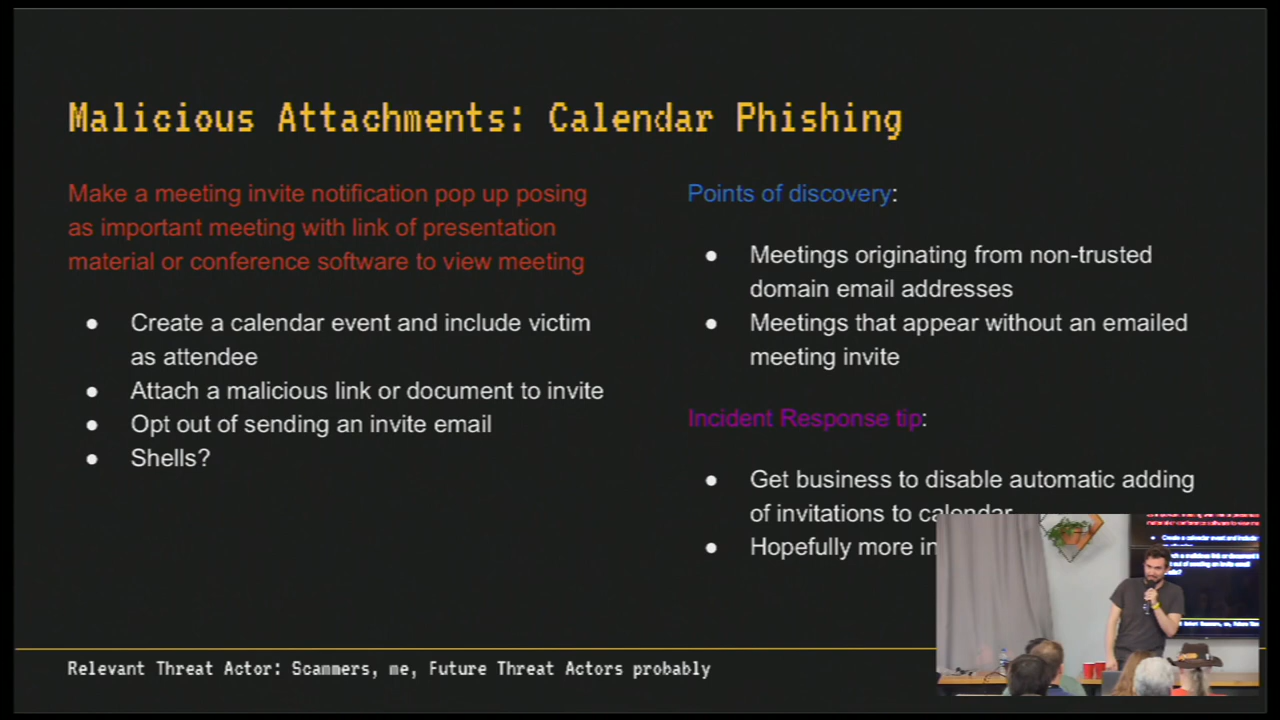 Malicious Attachments: Calendar Phishing
Make a meeting invite notification pop up posing
as important meeting with link of presentation
material or conference software to view meeting
● Create a calendar event and include victim
as attendee
● Attach a malicious link or document to invite
● Opt out of sending an invite email
● Shells?
Points of discovery:
● Meetings originating from non-trusted
domain email addresses
● Meetings that appear without an emailed
meeting invite
Incident Response tip:
● Get business to disable automatic adding
of invitations to calendar
● Hopefully more
Relevant Threat Actor: Scammers, me, Future Threat Actors probably